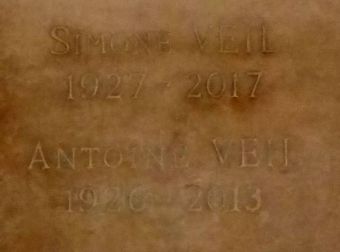 SIMONE VEIL
1927 - 2017
ANTOINE VEIL
1926 - 2013